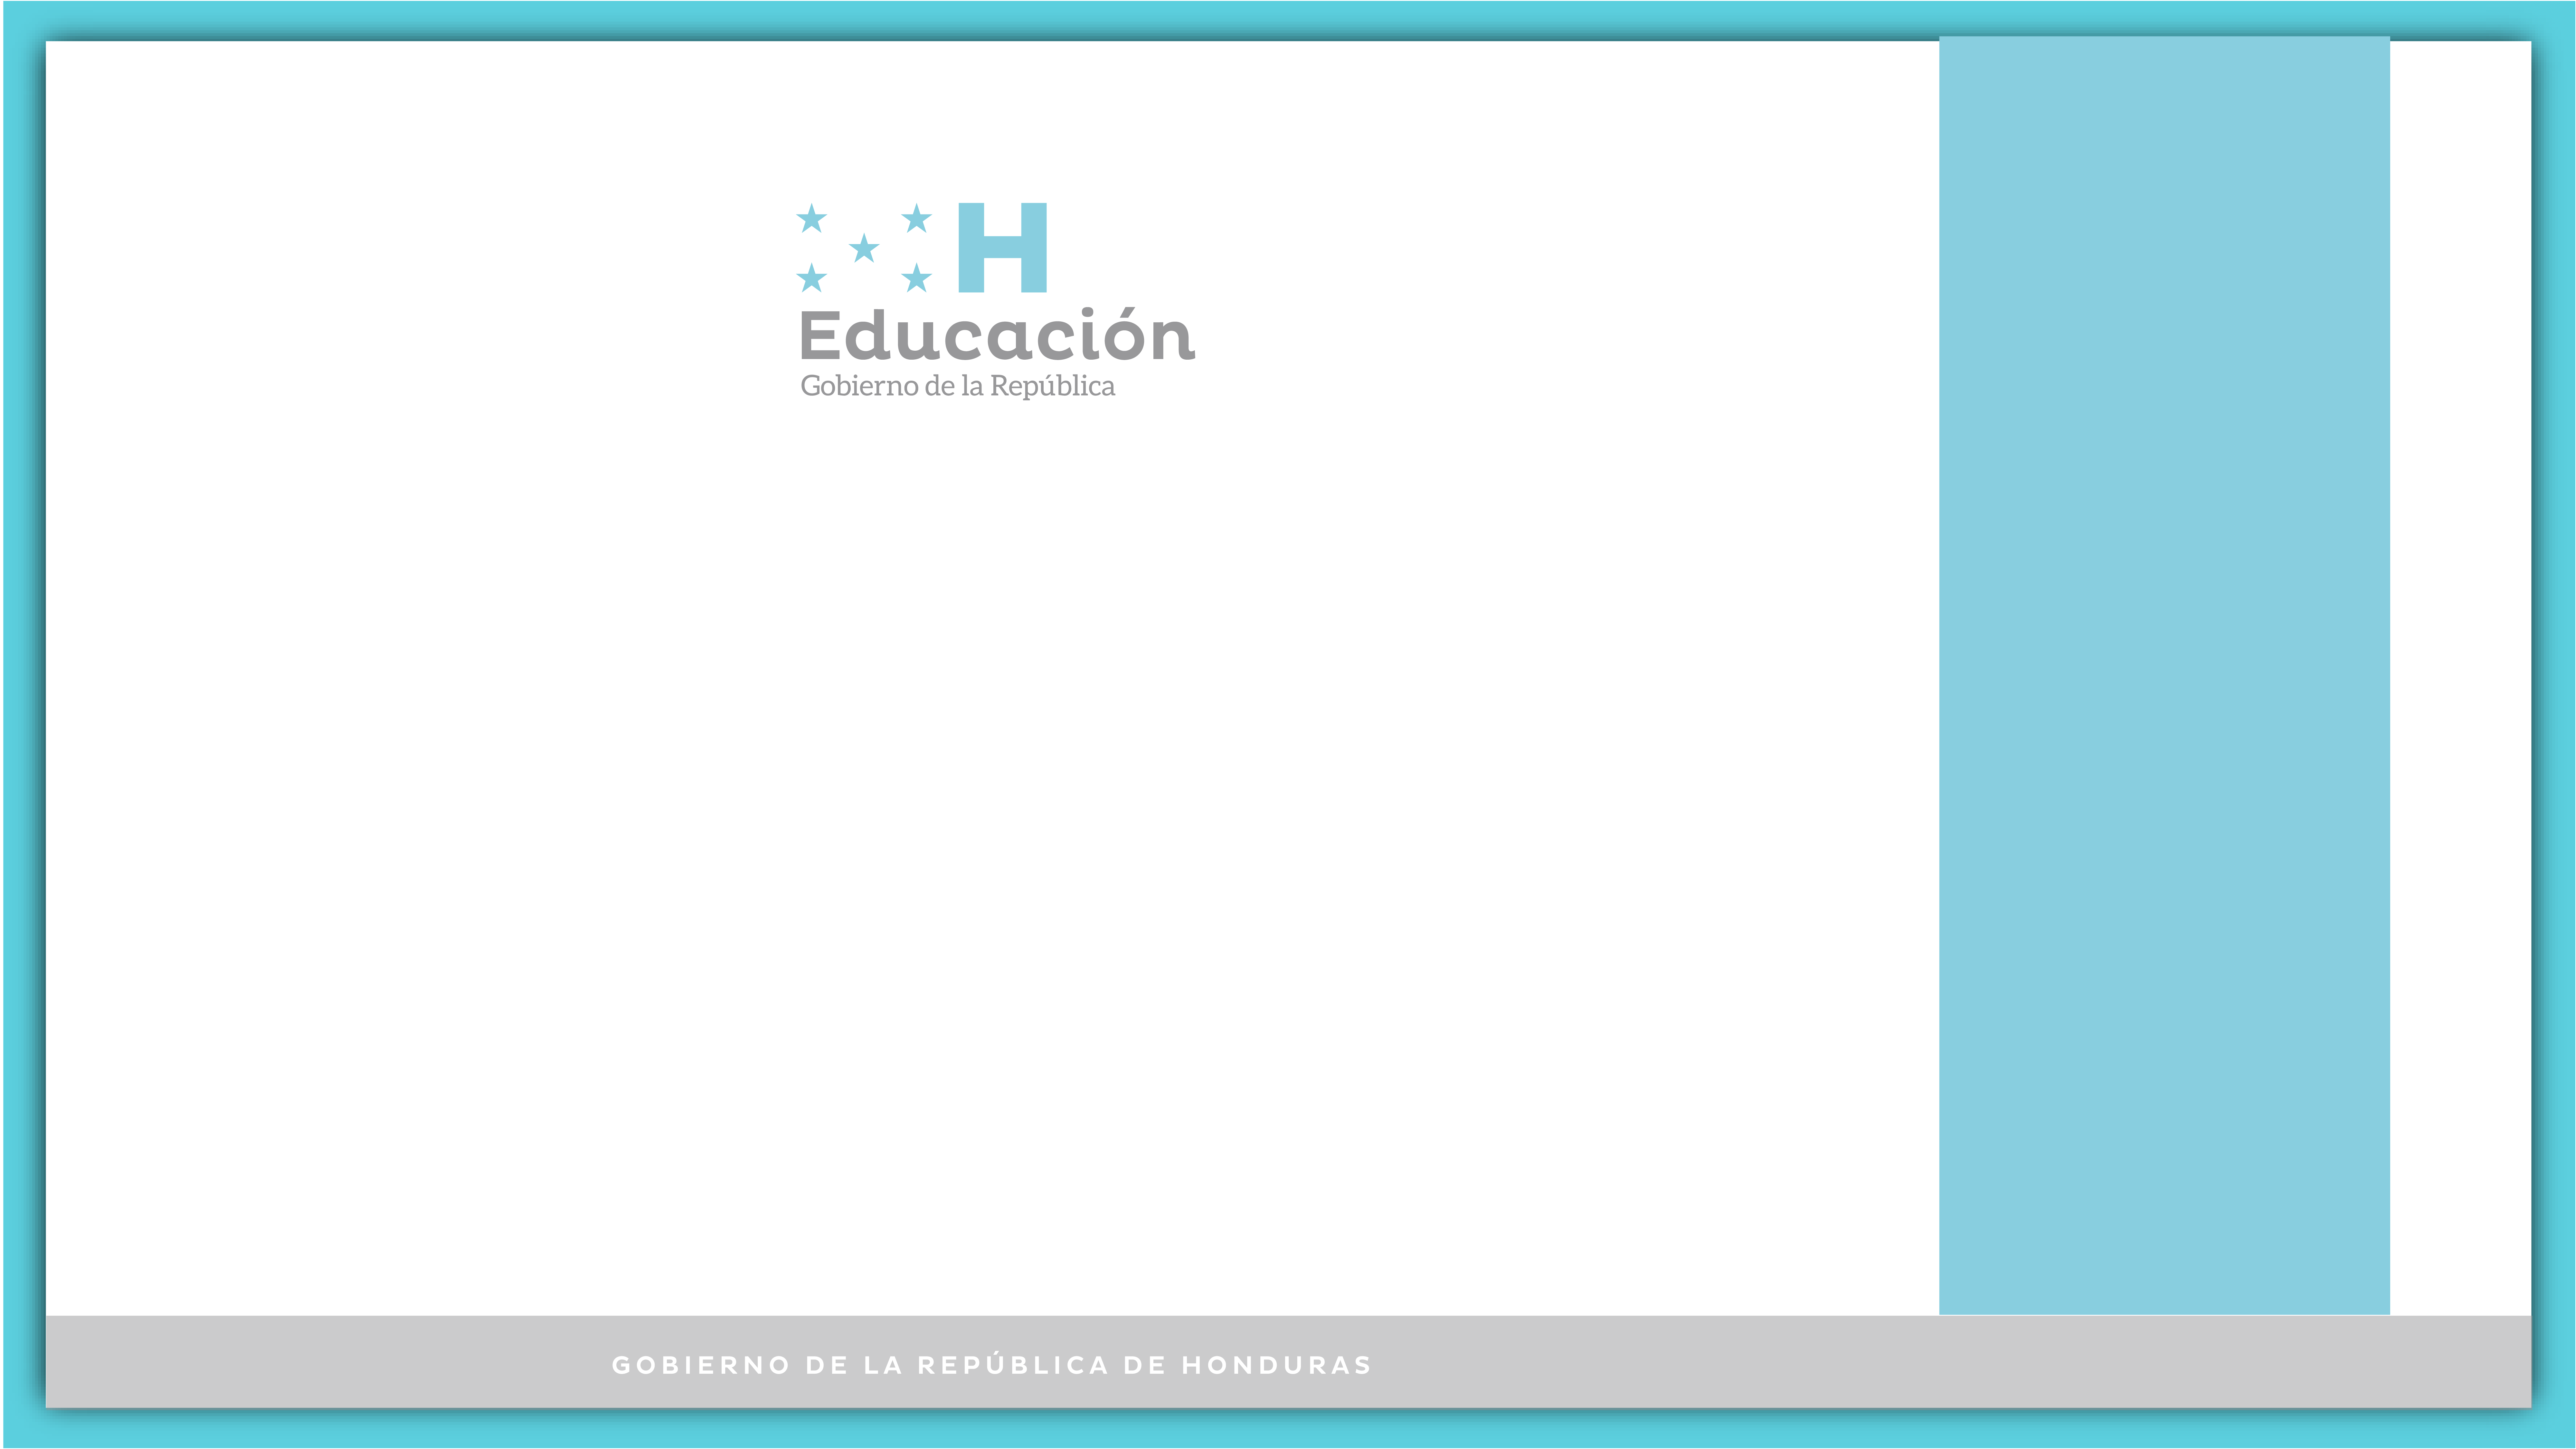 H
Educación
Gobierno de la República
GOBIERNO DE LA REPÚBLICA DE HONDURAS